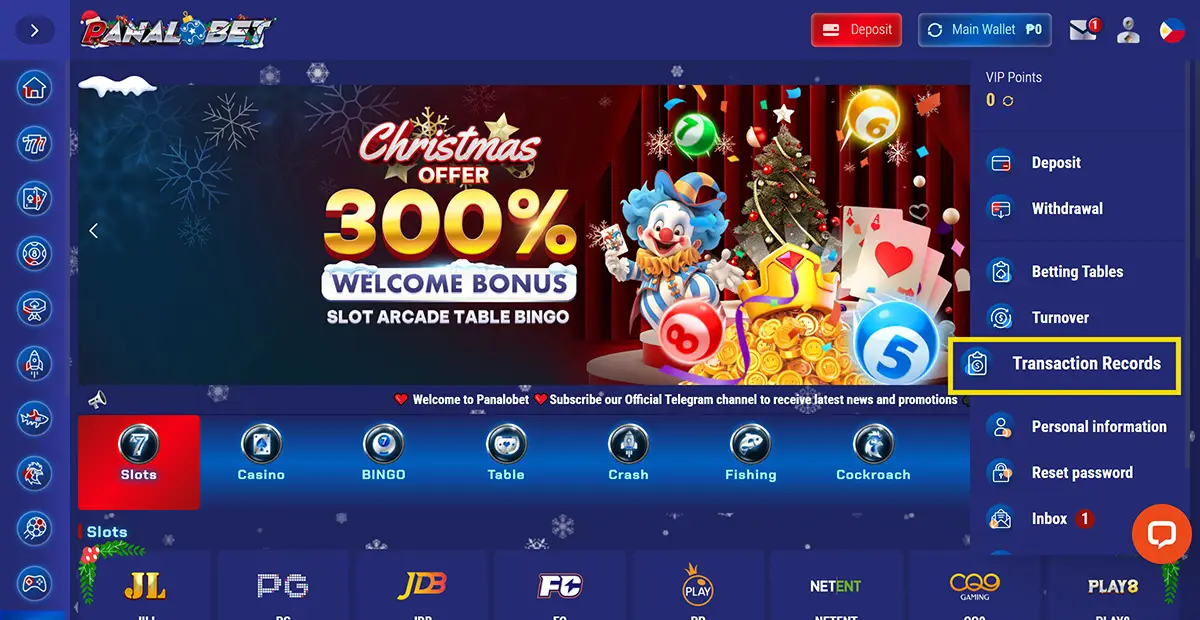 PANALOBET
Deposit
Main Wallet ₱0
1
VIP Points
0
Deposit
Withdrawal
Betting Tables
Turnover
Transaction Records
Personal information
Reset password
Inbox 1
Christmas
OFFER
300%
WELCOME BONUS
SLOT ARCADE TABLE BINGO
7
6
A A
8
5
Welcome to Panalobet Subscribe our Official Telegram channel to receive latest news and promotions
Slots
Casino
BINGO
Table
Crash
Fishing
Cockroach
Slots
JL
PG
JDB
FC
PLAY
NETENT
CQ9
GAMING
PLAY8